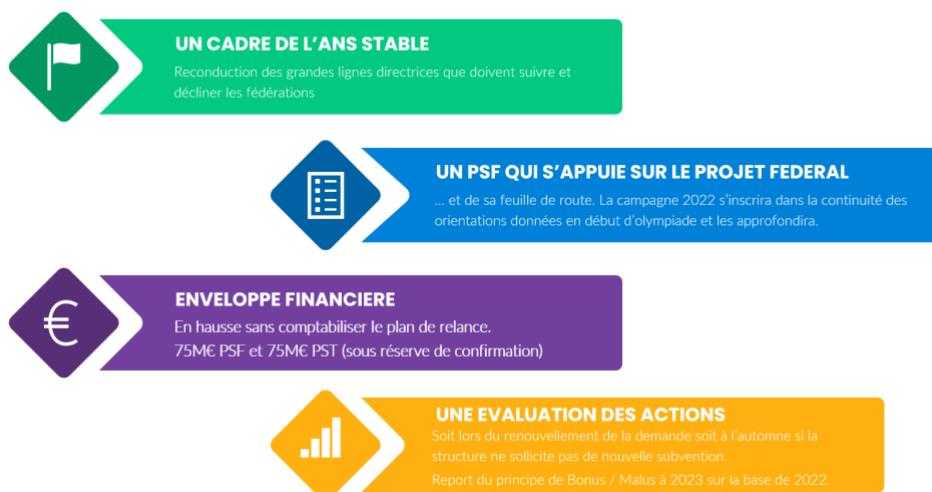 UN CADRE DE L'ANS STABLE
Reconduction des grandes lignes directrices que doivent suivre et
décliner les fédérations
UN PSF QUI S'APPUIE SUR LE PROJET FEDERAL
... et de sa feuille de route. La campagne 2022 s'inscrira dans la continuité des
orientations données en début d'olympiade et les approfondira.
€
ENVELOPPE FINANCIERE
En hausse sans comptabiliser le plan de relance.
75M€ PSF et 75M€ PST (sous réserve de confirmation)
UNE EVALUATION DES ACTIONS
Soit lors du renouvellement de la demande soit à l'automne si la
structure ne sollicite pas de nouvelle subvention.
Report du principe de Bonus / Malus à 2023 sur la base de 2022.